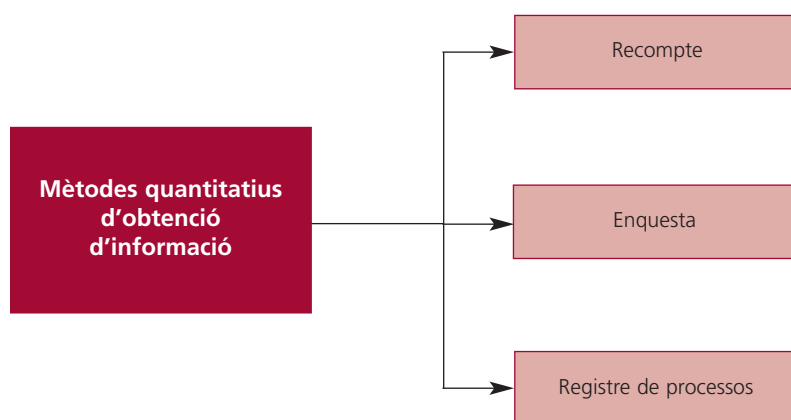 Recompte
Mètodes quantitatius
d'obtenció
d'informació
Enquesta
Registre de processos